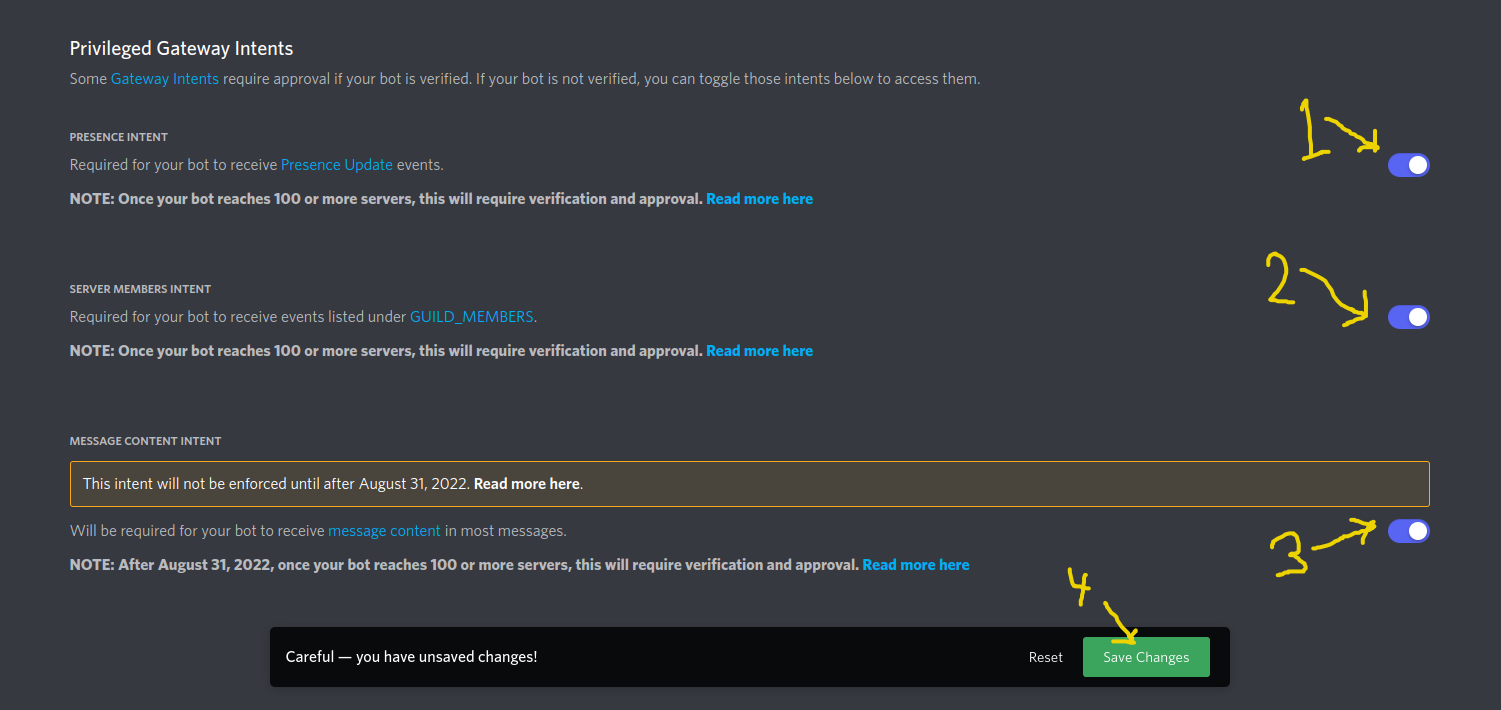 Privileged Gateway Intents
Some Gateway Intents require approval if your bot is verified. If your bot is not verified, you can toggle those intents below to access them.
1
PRESENCE INTENT
Required for your bot to receive Presence Update events.
NOTE: Once your bot reaches 100 or more servers, this will require verification and approval. Read more here
2
SERVER MEMBERS INTENT
Required for your bot to receive events listed under GUILD_MEMBERS.
NOTE: Once your bot reaches 100 or more servers, this will require verification and approval. Read more here
MESSAGE CONTENT INTENT
This intent will not be enforced until after August 31, 2022. Read more here.
Will be required for your bot to receive message content in most messages.
3
NOTE: After August 31, 2022, once your bot reaches 100 or more servers, this will require verification and approval. Read more here
4
Careful — you have unsaved changes!
Reset
Save Changes